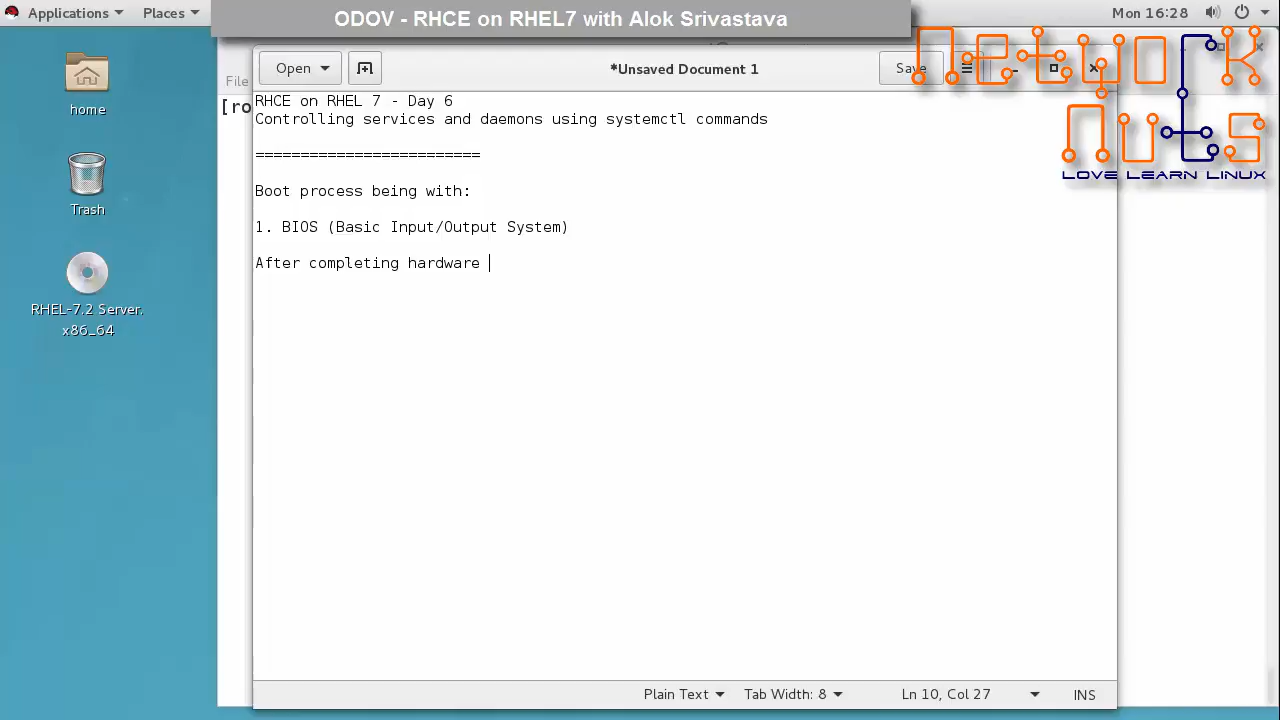 Applications
Places
ODOV - RHCE on RHEL7 with Alok Srivastava
Mon 16:28
home
Trash
RHEL-7.2 Server.
x86_64
File
[ro
Open
*Unsaved Document 1
Save
RHCE on RHEL 7 - Day 6
Controlling services and daemons using systemctl commands
=========================
Boot process being with:
1. BIOS (Basic Input/Output System)
After completing hardware
Network
Nuts
LOVE LEARN LINUX
Plain Text
Tab Width: 8
Ln 10, Col 27
INS